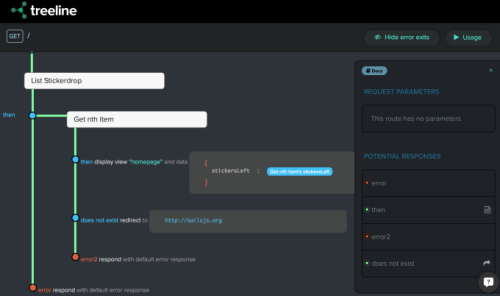 treeline
GET /
Hide error exits
Usage
List Stickerdrop
then
Get nth item
then display view "homepage" and data
{
stickersLeft : Get nth item's stickersLeft
}
does not exist redirect to http://sailsjs.org
error2 respond with default error response
error respond with default error response
Docs
×
REQUEST PARAMETERS
This route has no parameters.
POTENTIAL RESPONSES
error
then
error2
does not exist
?